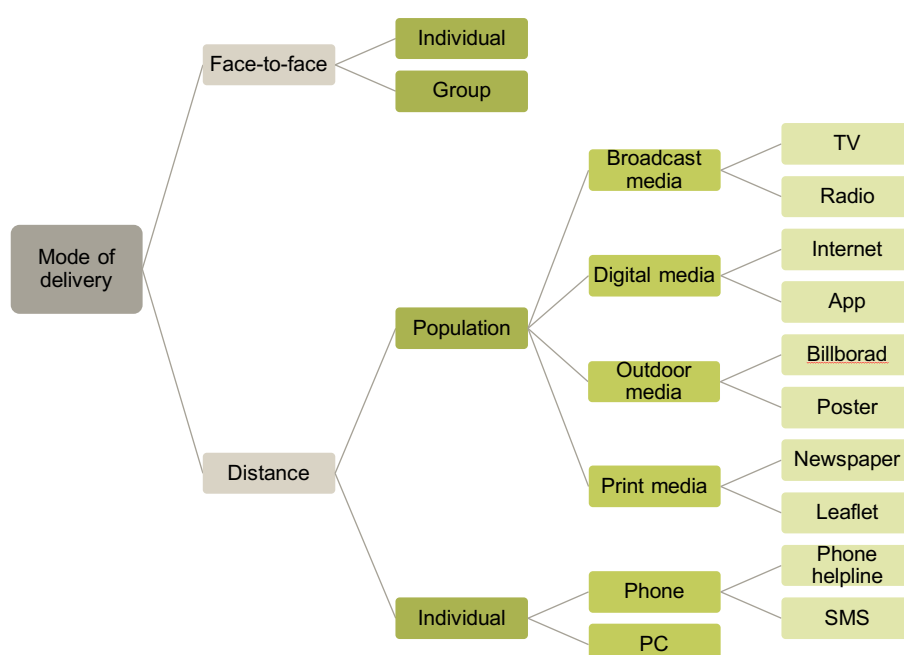 Individual
Face-to-face
Group
TV
Broadcast
media
Radio
Mode of
delivery
Internet
Digital media
App
Population
Billborad
Outdoor
media
Poster
Distance
Newspaper
Print media
Leaflet
Phone
helpline
Phone
Individual
SMS
PC